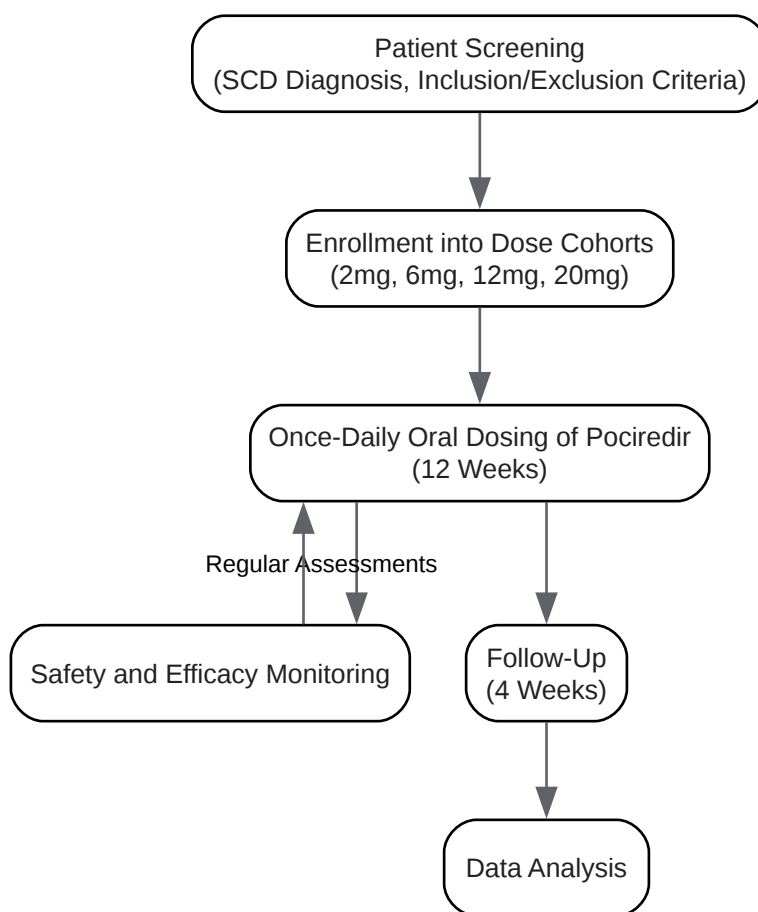 Patient Screening
(SCD Diagnosis, Inclusion/Exclusion Criteria)
Enrollment into Dose Cohorts
(2mg, 6mg, 12mg, 20mg)
Once-Daily Oral Dosing of Pociredir
(12 Weeks)
Regular Assessments
Safety and Efficacy Monitoring
Follow-Up
(4 Weeks)
Data Analysis